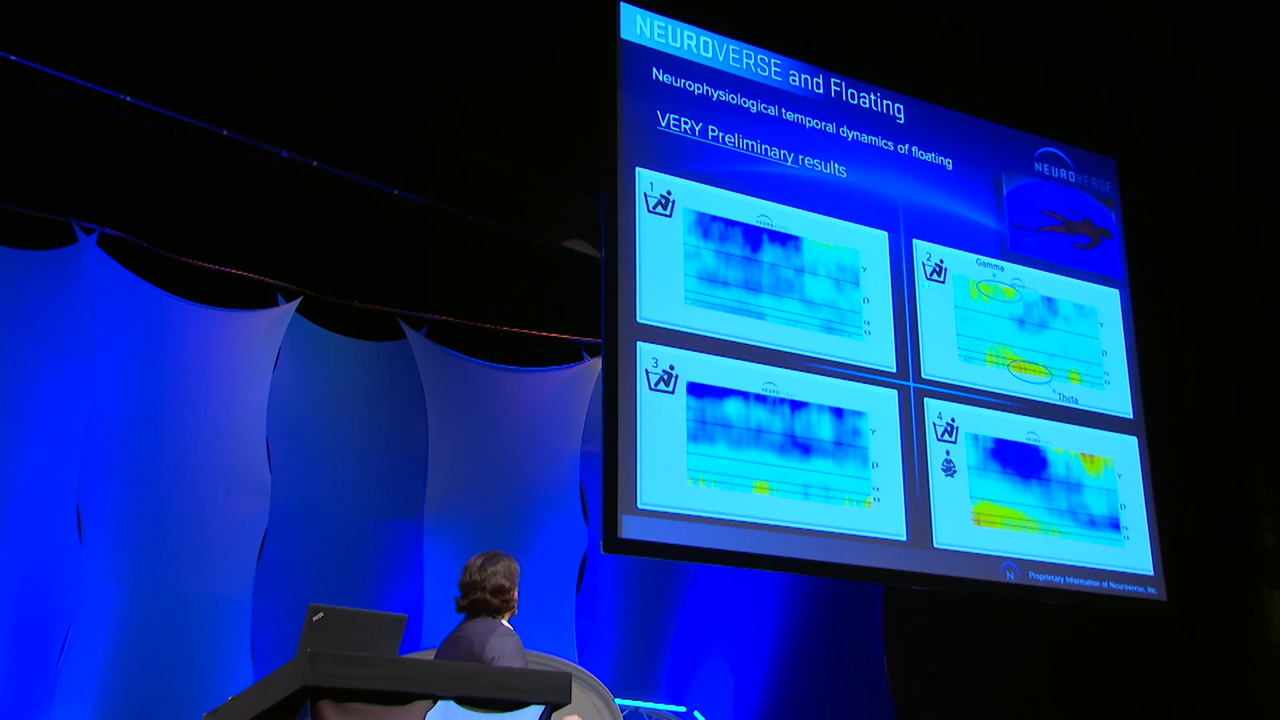 NEUROVERSE and Floating
Neurophysiological temporal dynamics of floating
VERY Preliminary results
NEUROVERSE
1
2
Gamma
γ
β
α
Theta
3
γ
β
α
4
γ
β
α
Proprietary Information of Neuroverse, Inc.